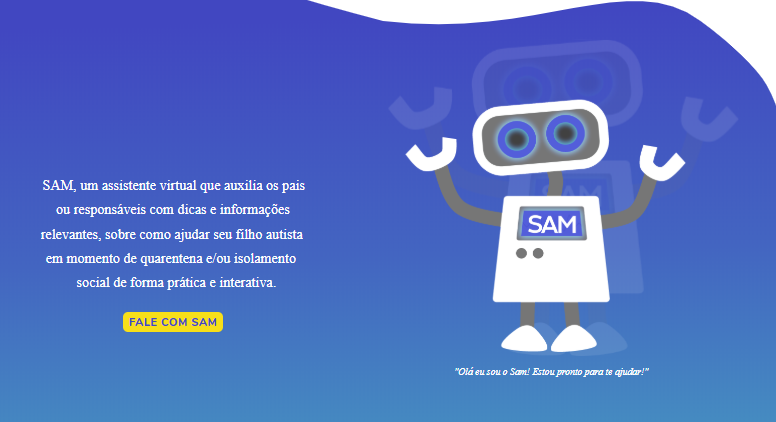 SAM, um assistente virtual que auxilia os pais
ou responsáveis com dicas e informações
relevantes, sobre como ajudar seu filho autista
em momento de quarentena e/ou isolamento
social de forma prática e interativa.
FALE COM SAM
SAM
SAM
"Olá eu sou o Sam! Estou pronto para te ajudar!"